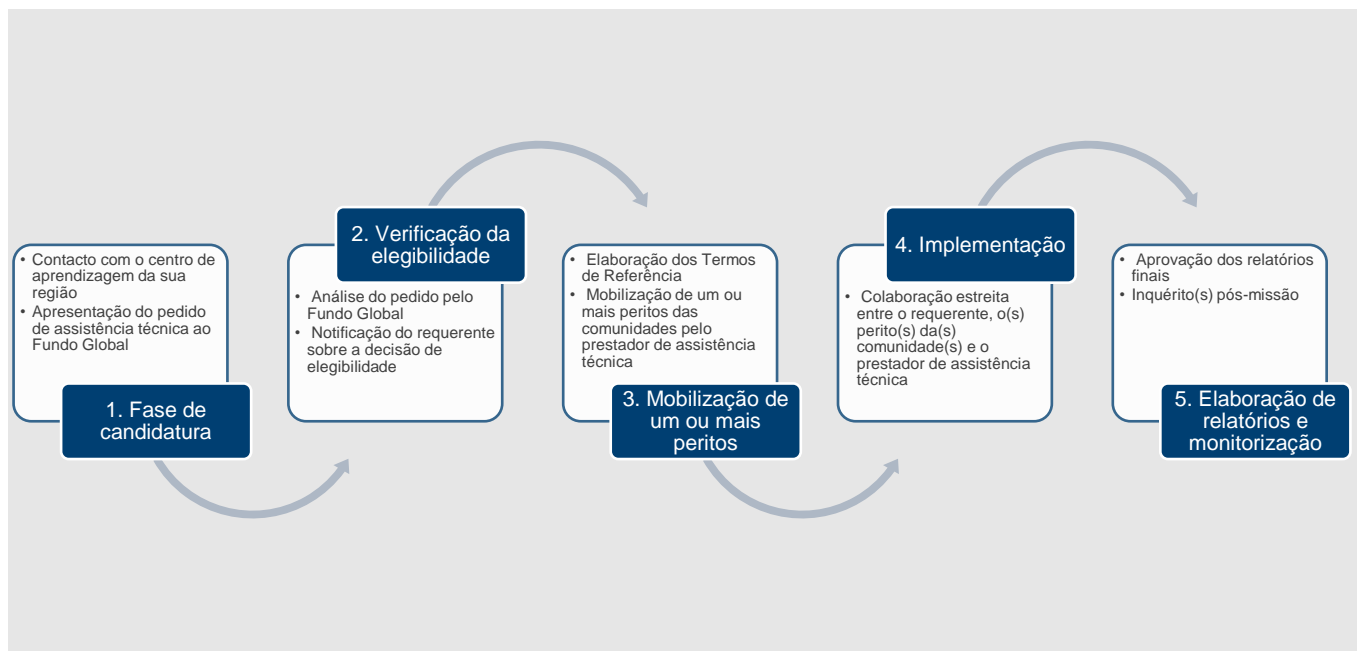 • Contacto com o centro de
aprendizagem da sua
região
• Apresentação do pedido
de assistência técnica ao
Fundo Global
1. Fase de
candidatura
2. Verificação da
elegibilidade
• Análise do pedido pelo
Fundo Global
• Notificação do requerente
sobre a decisão de
elegibilidade
• Elaboração dos Termos
de Referência
• Mobilização de um ou
mais peritos das
comunidades pelo
prestador de assistência
técnica
3. Mobilização de
um ou mais
peritos
4. Implementação
• Colaboração estreita
entre o requerente, o(s)
perito(s) da(s)
comunidade(s) e o
prestador de assistência
técnica
• Aprovação dos relatórios
finais
• Inquérito(s) pós-missão
5. Elaboração de
relatórios e
monitorização